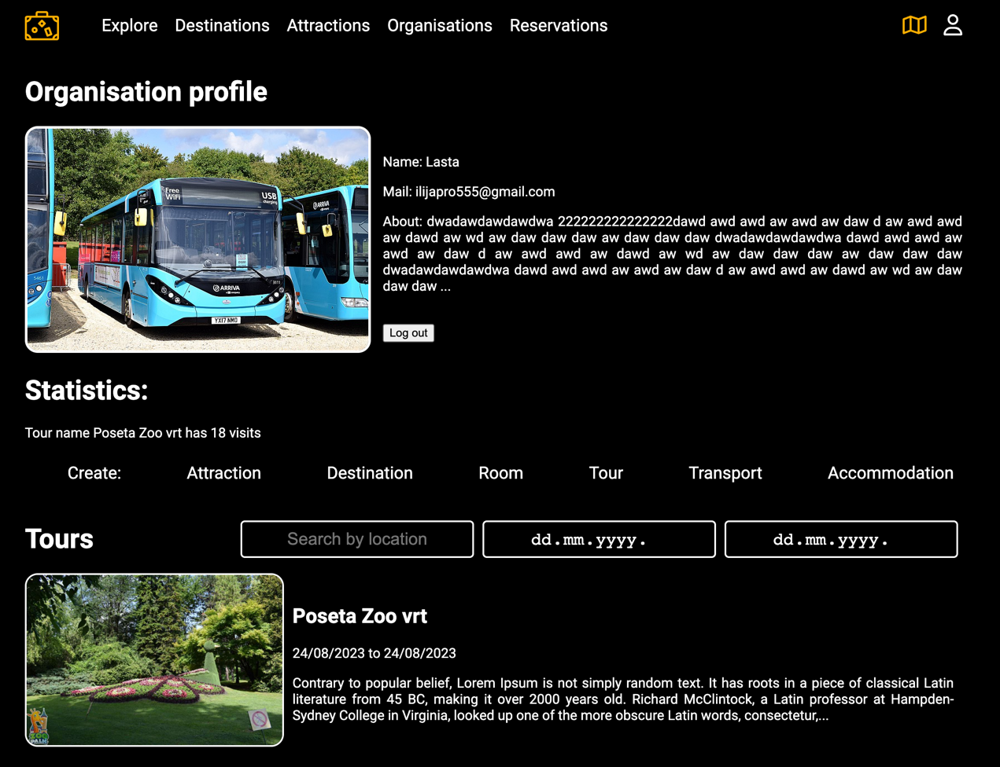 Explore Destinations Attractions Organisations Reservations
Organisation profile
Free
WiFi
USB
charging
ARRIVA
ARRIVA
YX17 NMO
5461
3111
Name: Lasta
Mail: ilijapro555@gmail.com
About: dwadawdawdawdwa 222222222222222dawd awd awd aw awd aw daw d aw awd awd
aw dawd aw wd aw daw daw daw aw daw daw daw dwadawdawdawdwa dawd awd awd aw
awd aw daw d aw awd awd aw dawd aw wd aw daw daw daw aw daw daw daw
dwadawdawdawdwa dawd awd awd aw awd aw daw d aw awd awd aw dawd aw wd aw daw
daw daw ...
Log out
Statistics:
Tour name Poseta Zoo vrt has 18 visits
Create: Attraction Destination Room Tour Transport Accommodation
Tours
Search by location
dd.mm.yyyy.
dd.mm.yyyy.
ZOO
PALIĆ
Poseta Zoo vrt
24/08/2023 to 24/08/2023
Contrary to popular belief, Lorem Ipsum is not simply random text. It has roots in a piece of classical Latin
literature from 45 BC, making it over 2000 years old. Richard McClintock, a Latin professor at Hampden-
Sydney College in Virginia, looked up one of the more obscure Latin words, consectetur,...